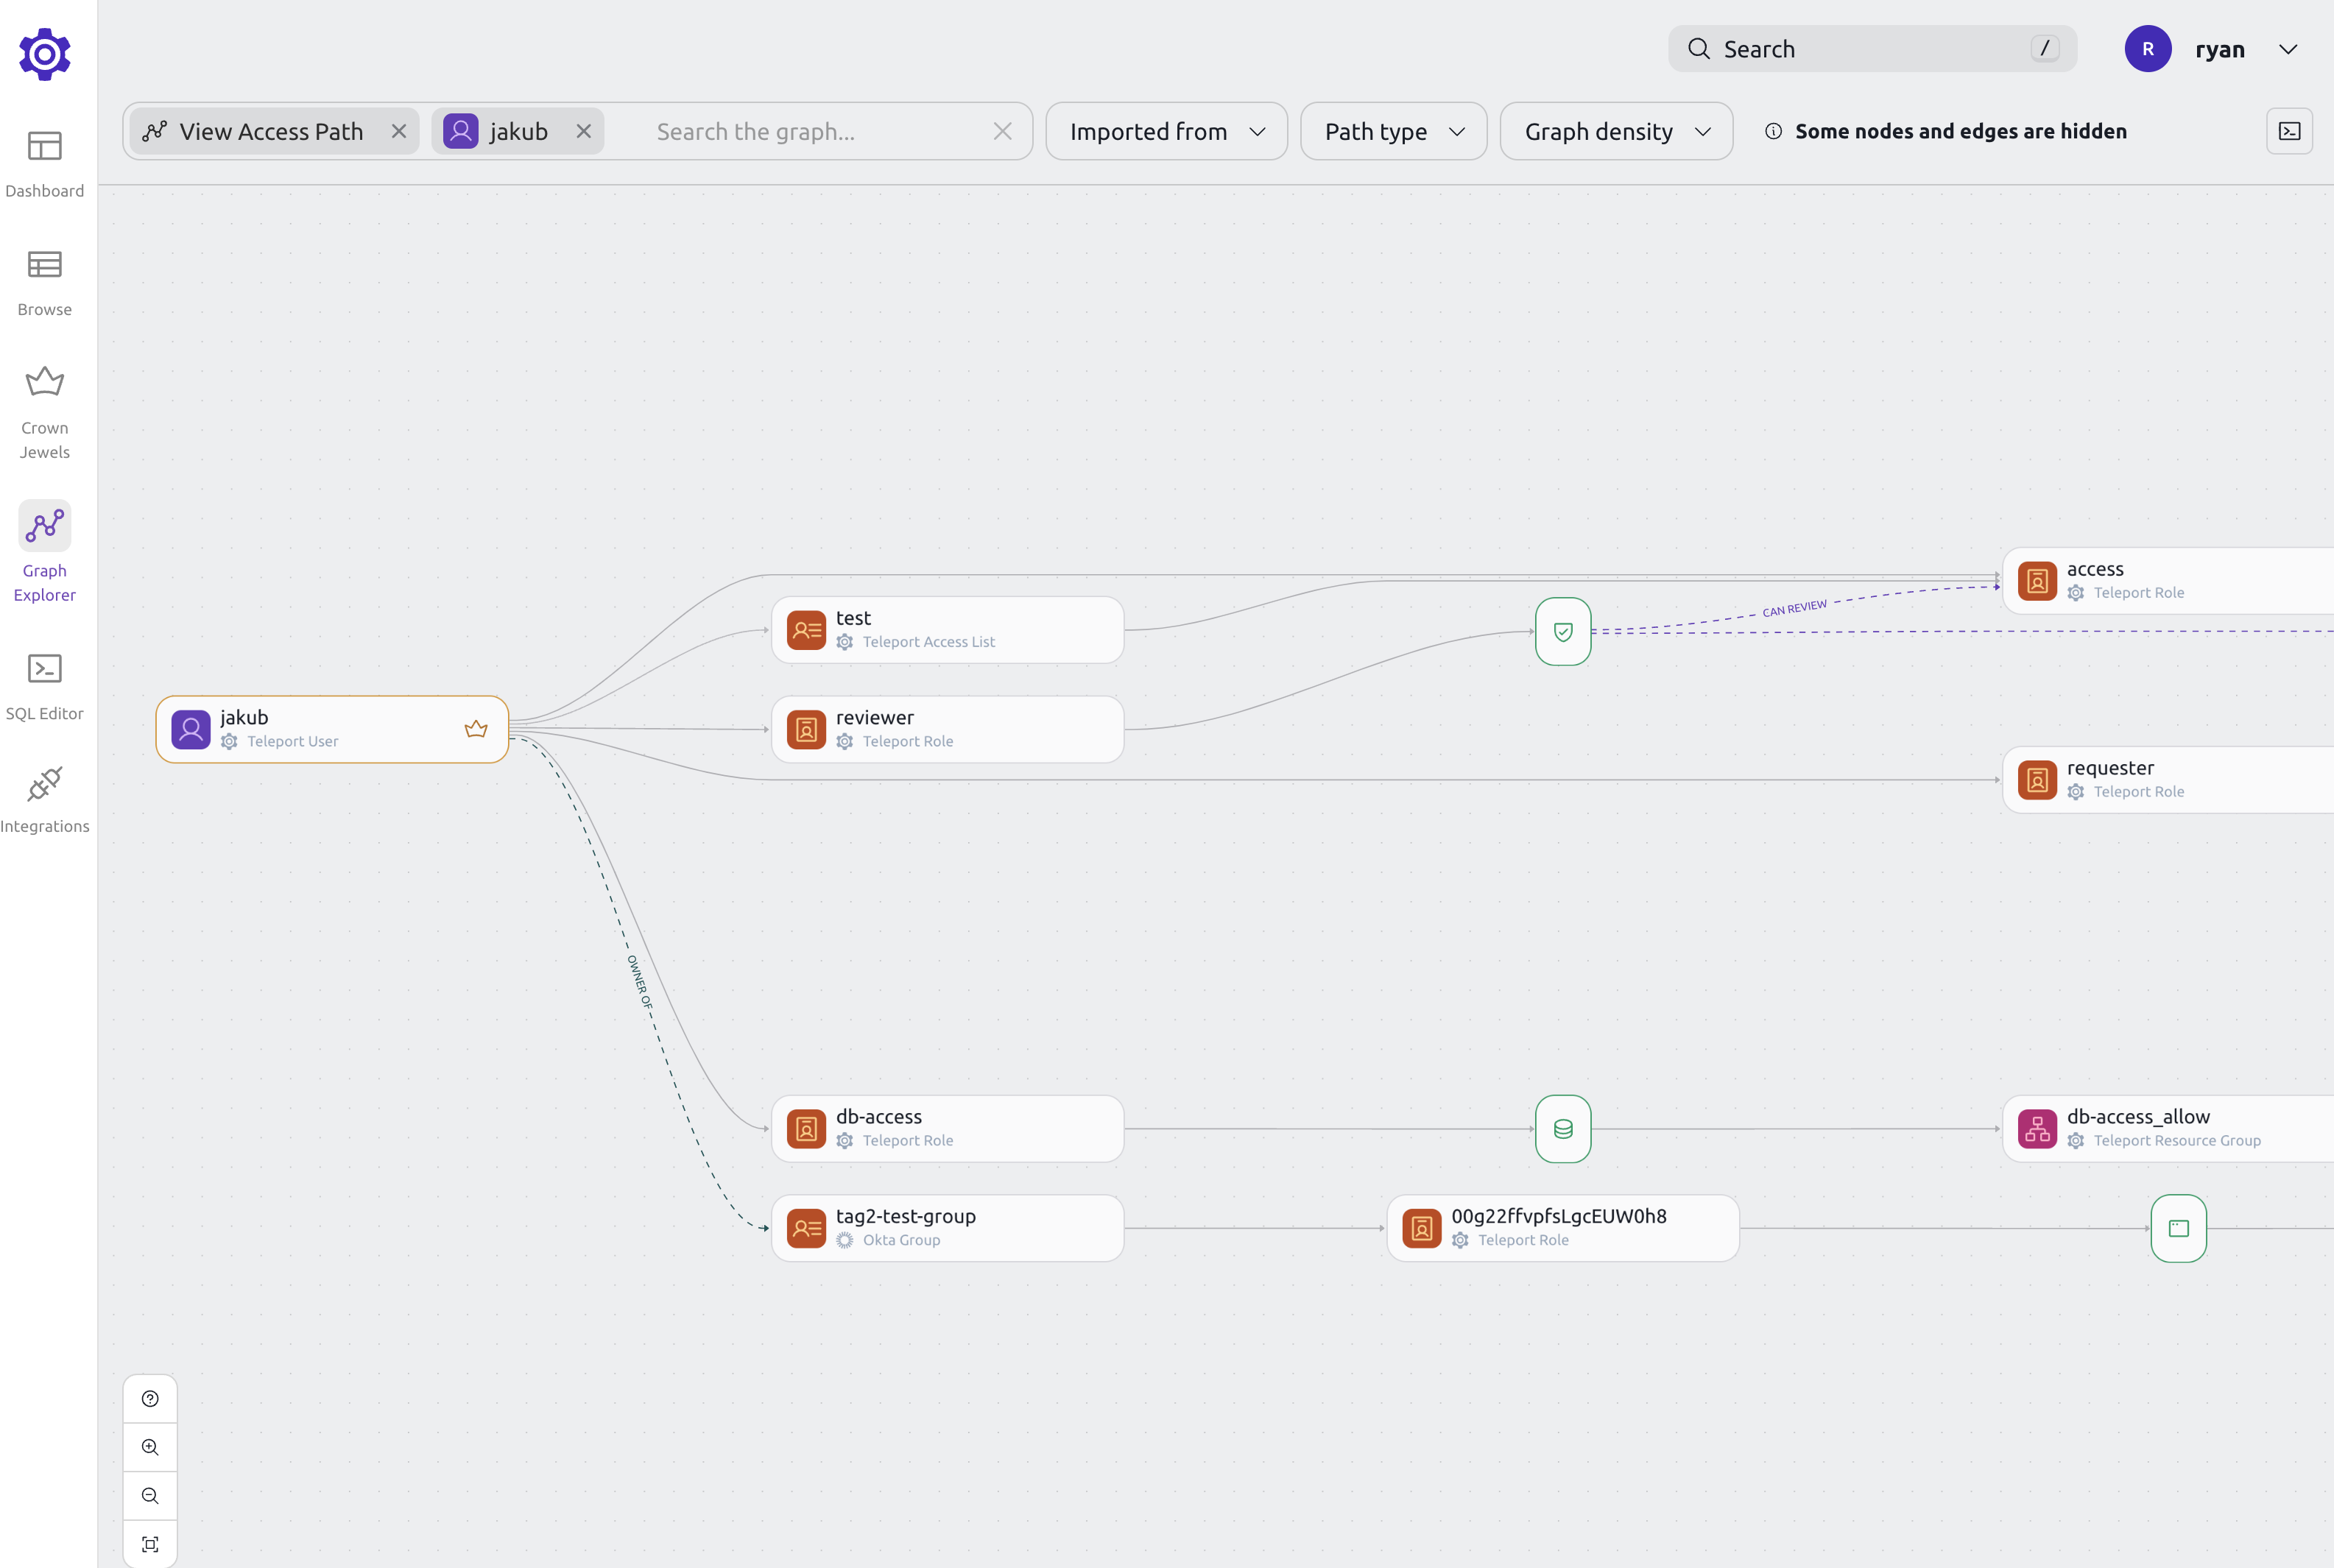 Search
/
R
ryan
View Access Path
jakub
Search the graph...
Imported from
Path type
Graph density
Some nodes and edges are hidden
Dashboard
Browse
Crown
Jewels
Graph
Explorer
SQL Editor
Integrations
jakub
Teleport User
test
Teleport Access List
reviewer
Teleport Role
CAN REVIEW
access
Teleport Role
requester
Teleport Role
OWNER OF
db-access
Teleport Role
db-access_allow
Teleport Resource Group
tag2-test-group
Okta Group
00g22ffvpfsLgcEUW0h8
Teleport Role